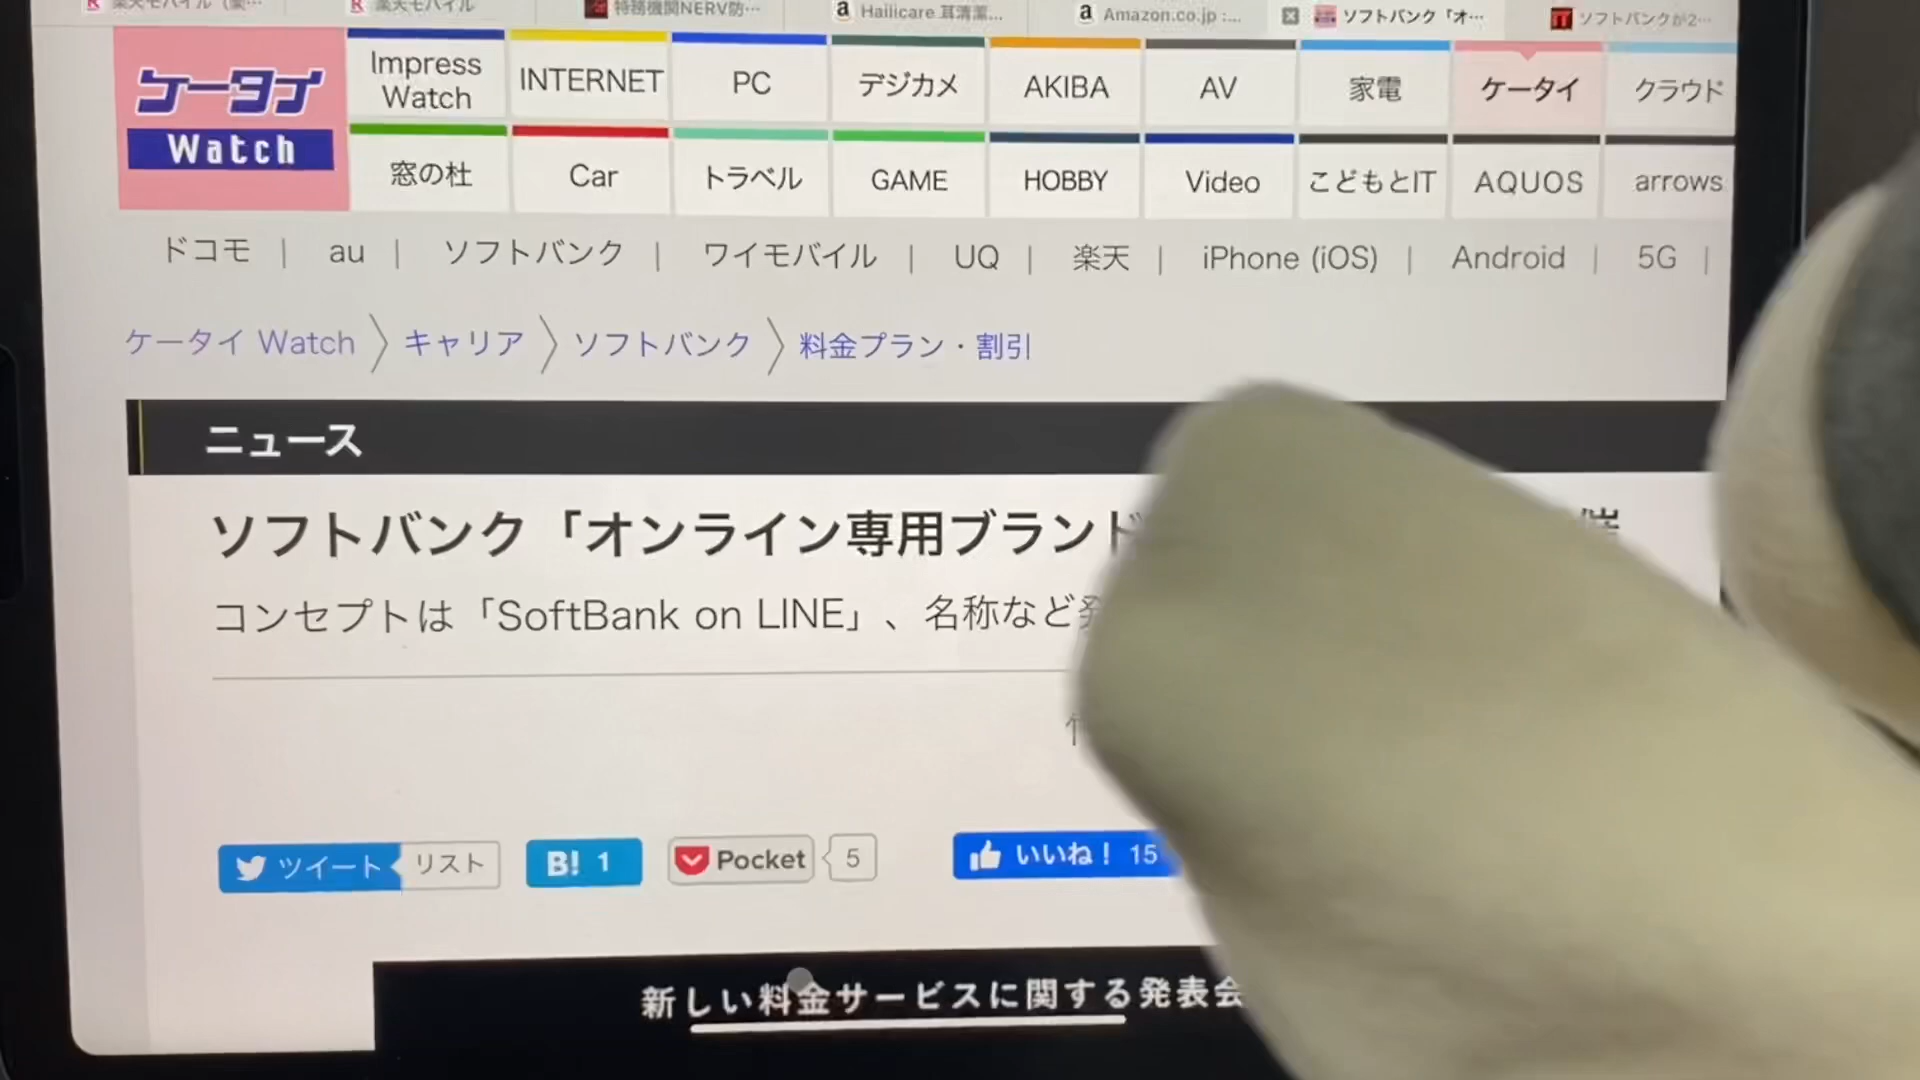 楽天モバイル（楽… 楽天モバイル 特務機関NERV防… Hailicare 耳清潔… Amazon.co.jp :… ソフトバンク「オ… ソフトバンクが2…
ケータイ Watch
Impress Watch INTERNET PC デジカメ AKIBA AV 家電 ケータイ クラウド
窓の杜 Car トラベル GAME HOBBY Video こどもとIT AQUOS arrows
ドコモ | au | ソフトバンク | ワイモバイル | UQ | 楽天 | iPhone (iOS) | Android | 5G |
ケータイ Watch 〉キャリア 〉ソフトバンク 〉料金プラン・割引
ニュース
ソフトバンク「オンライン専用ブランド
コンセプトは「SoftBank on LINE」、名称など発
ツイート リスト B! 1 Pocket 5 いいね！ 15
新しい料金サービスに関する発表会